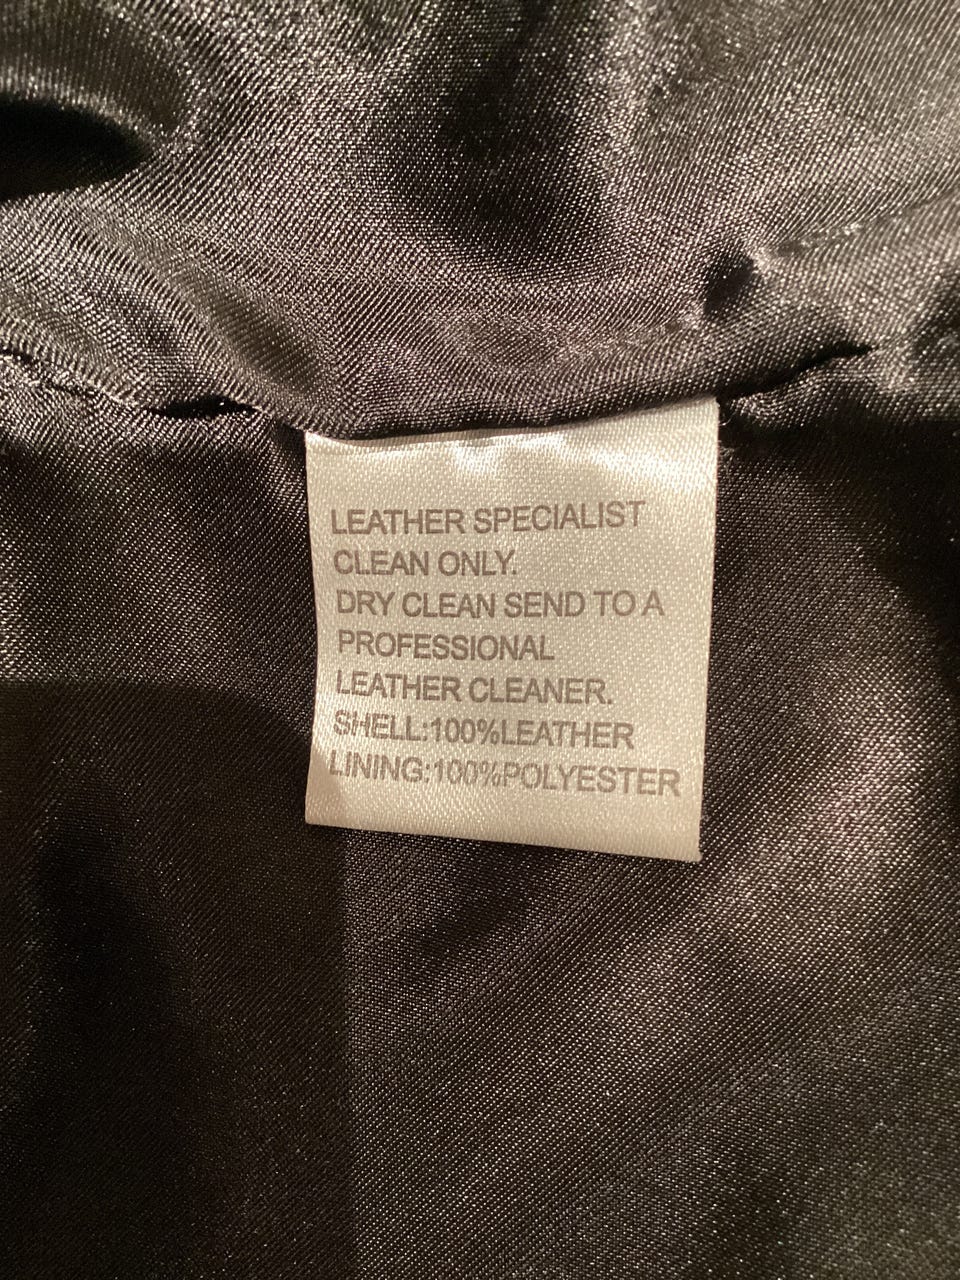 LEATHER SPECIALIST
CLEAN ONLY.
DRY CLEAN SEND TO A
PROFESSIONAL
LEATHER CLEANER.
SHELL:100%LEATHER
LINING:100%POLYESTER